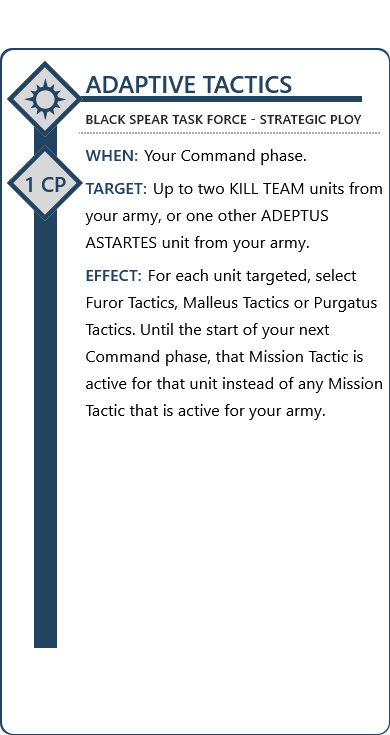 ADAPTIVE TACTICS
BLACK SPEAR TASK FORCE - STRATEGIC PLOY
WHEN: Your Command phase.
1 CP
TARGET: Up to two KILL TEAM units from
your army, or one other ADEPTUS
ASTARTES unit from your army.
EFFECT: For each unit targeted, select
Furor Tactics, Malleus Tactics or Purgatus
Tactics. Until the start of your next
Command phase, that Mission Tactic is
active for that unit instead of any Mission
Tactic that is active for your army.